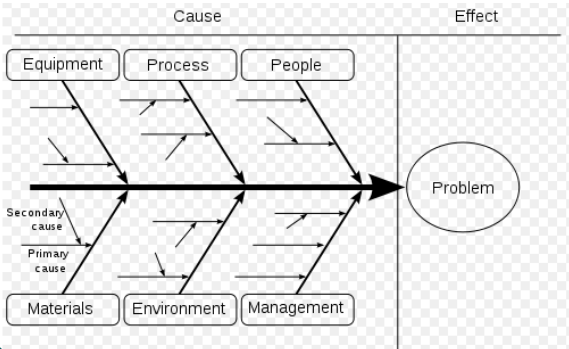 Cause
Effect
Equipment
Process
People
Problem
Secondary
cause
Primary
cause
Materials
Environment
Management